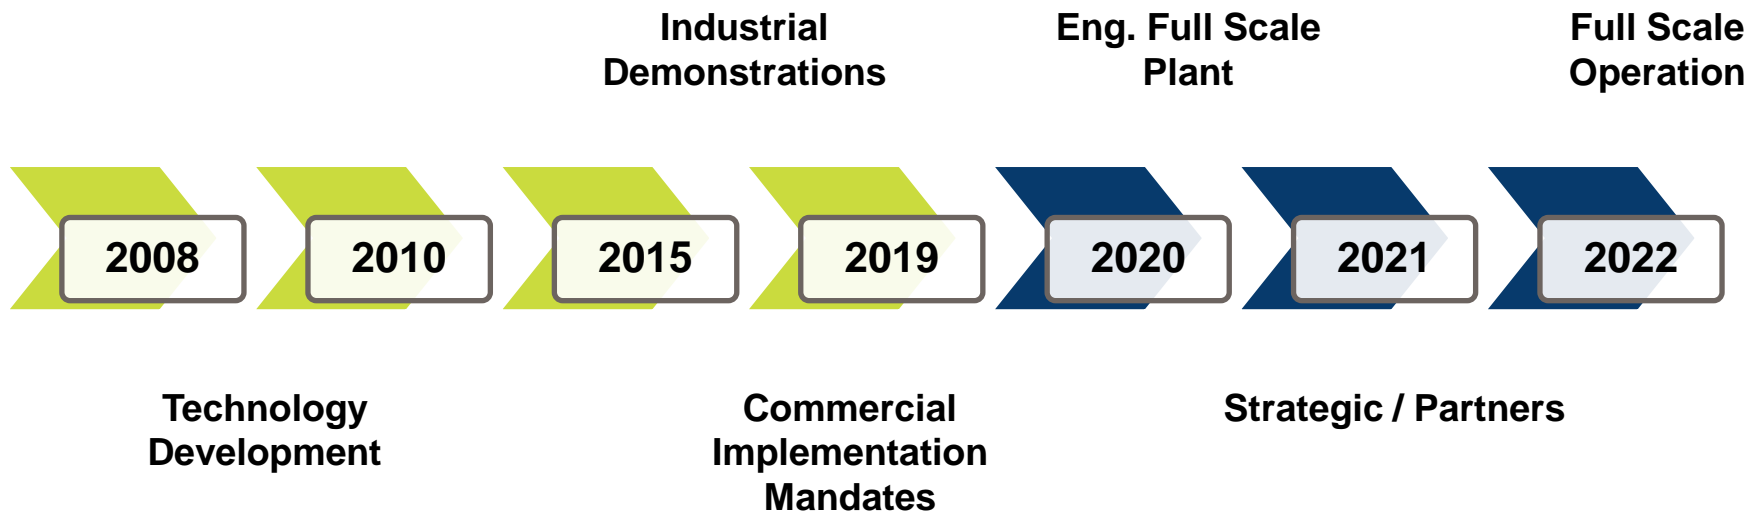 Industrial
Demonstrations
Eng. Full Scale
Plant
Full Scale
Operation
2008
2010
2015
2019
2020
2021
2022
Technology
Development
Commercial
Implementation
Mandates
Strategic / Partners